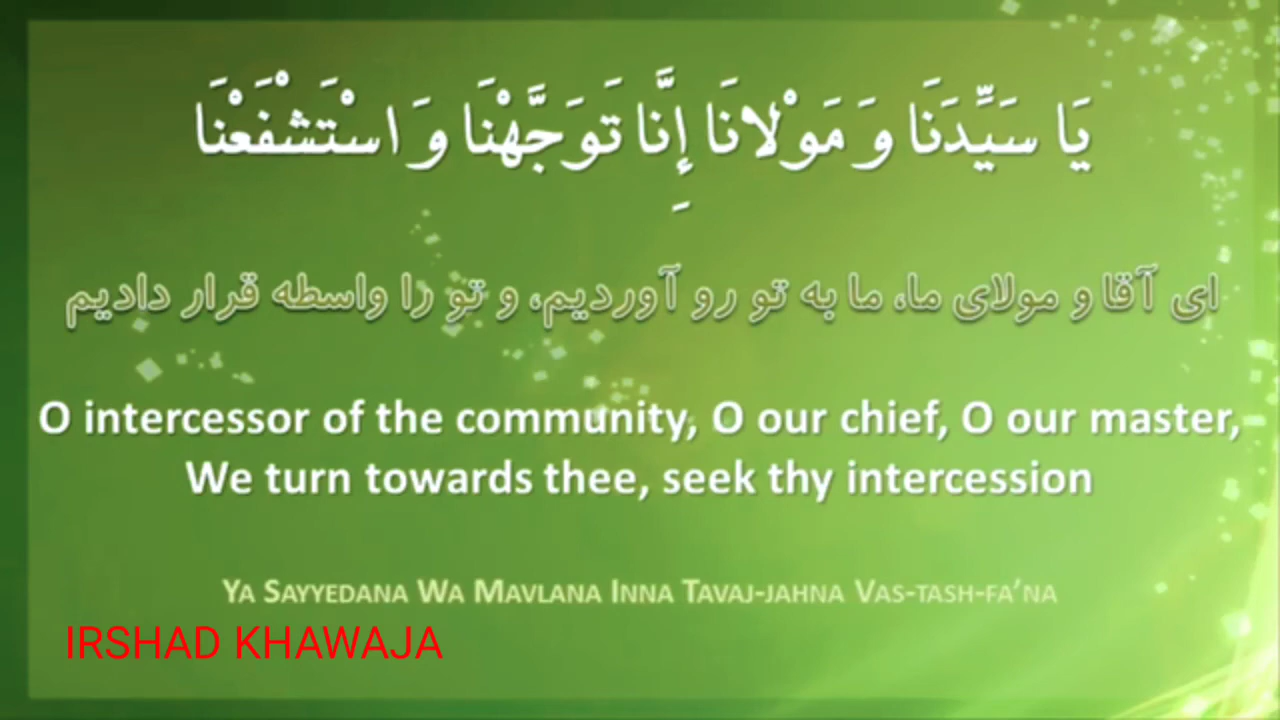 يَا سَيِّدَنَا وَ مَوْلانَا إِنَّا تَوَجَّهْنَا وَ اسْتَشْفَعْنَا
ای آقا و مولای ما، ما به تو رو آوردیم، و تو را واسطه قرار دادیم
O intercessor of the community, O our chief, O our master,
We turn towards thee, seek thy intercession
YA SAYYEDANA WA MAVLANA INNA TAVAJ-JAHNA VAS-TASH-FA’NA
IRSHAD KHAWAJA